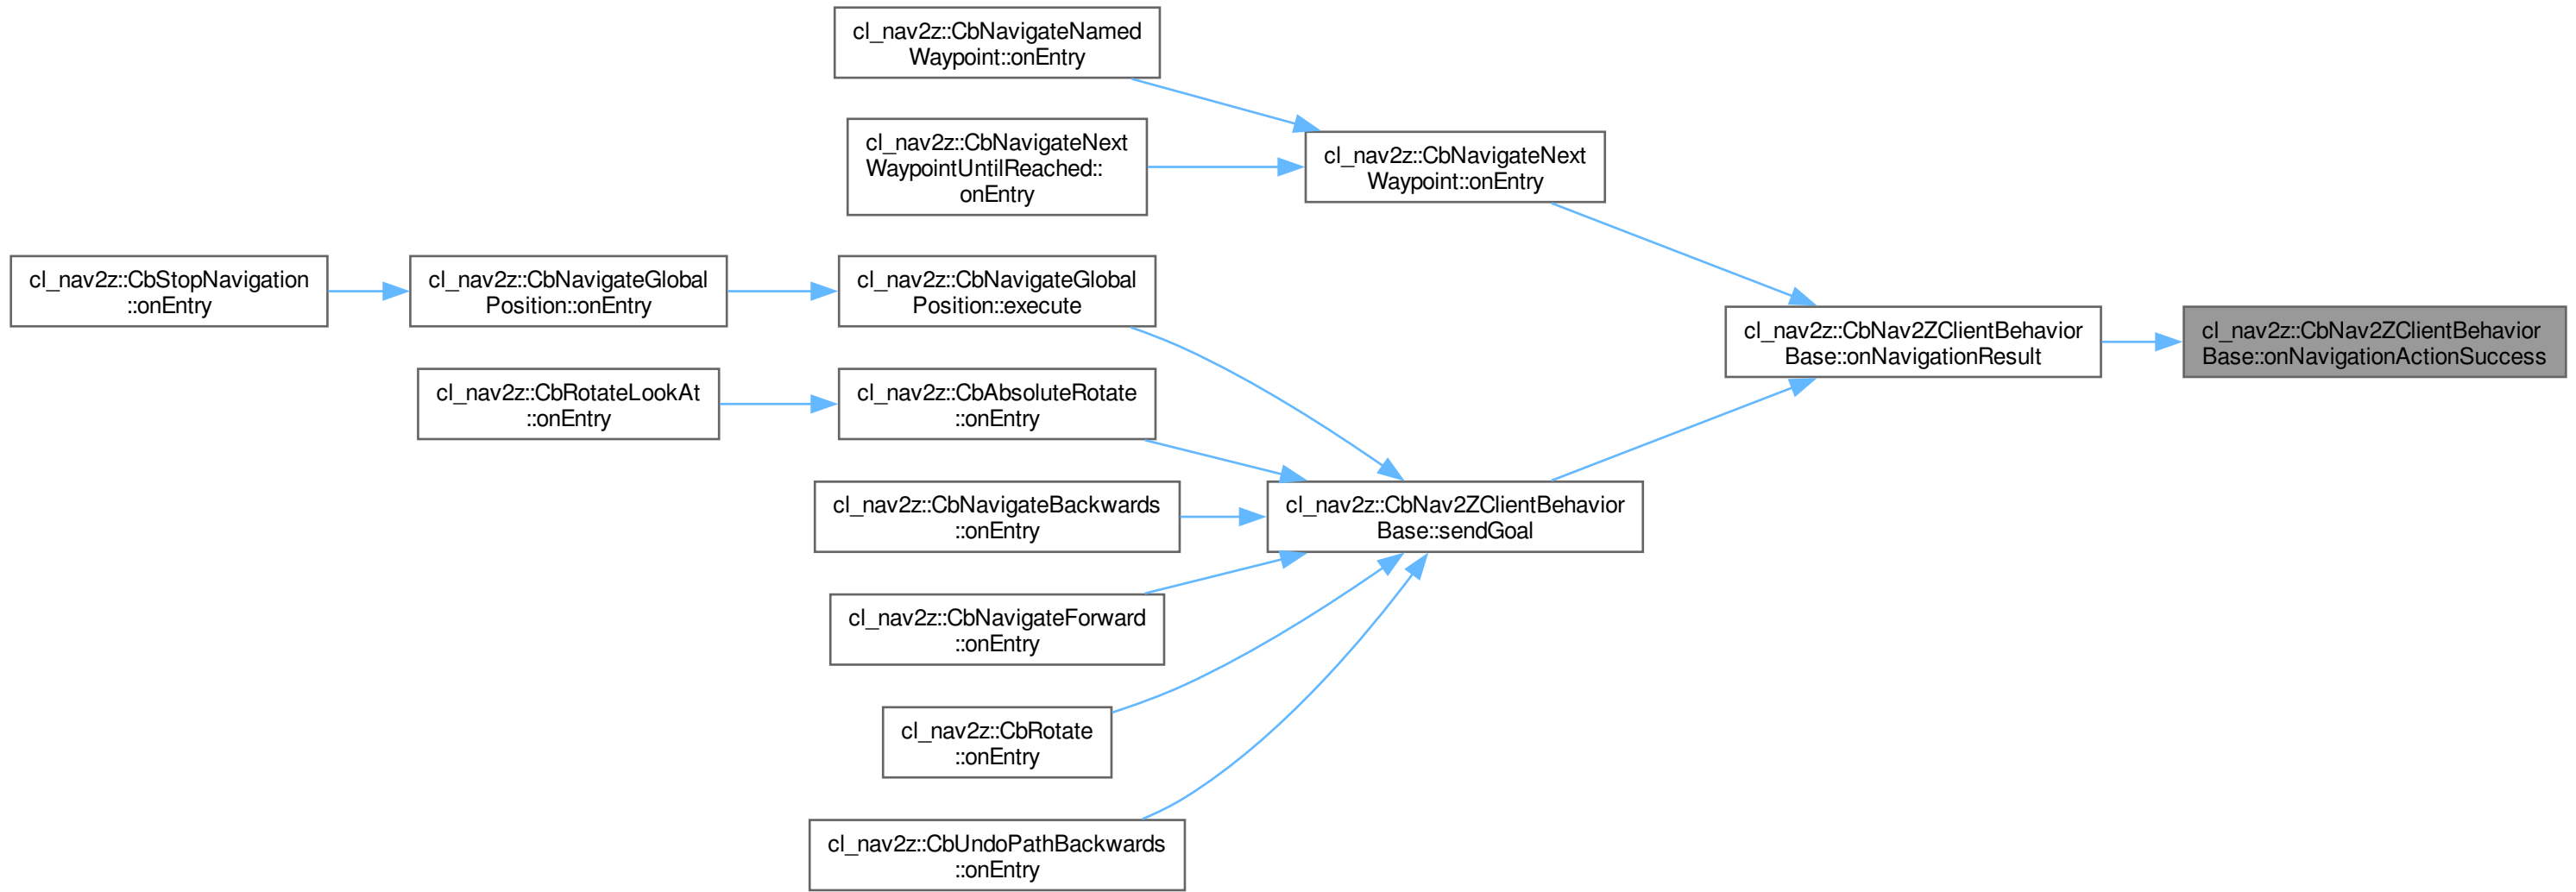 cl_nav2z::CbNavigateNamed
Waypoint::onEntry
cl_nav2z::CbNavigateNext
WaypointUntilReached::
onEntry
cl_nav2z::CbNavigateNext
Waypoint::onEntry
cl_nav2z::CbStopNavigation
::onEntry
cl_nav2z::CbNavigateGlobal
Position::onEntry
cl_nav2z::CbNavigateGlobal
Position::execute
cl_nav2z::CbNav2ZClientBehavior
Base::onNavigationResult
cl_nav2z::CbNav2ZClientBehavior
Base::onNavigationActionSuccess
cl_nav2z::CbRotateLookAt
::onEntry
cl_nav2z::CbAbsoluteRotate
::onEntry
cl_nav2z::CbNavigateBackwards
::onEntry
cl_nav2z::CbNav2ZClientBehavior
Base::sendGoal
cl_nav2z::CbNavigateForward
::onEntry
cl_nav2z::CbRotate
::onEntry
cl_nav2z::CbUndoPathBackwards
::onEntry